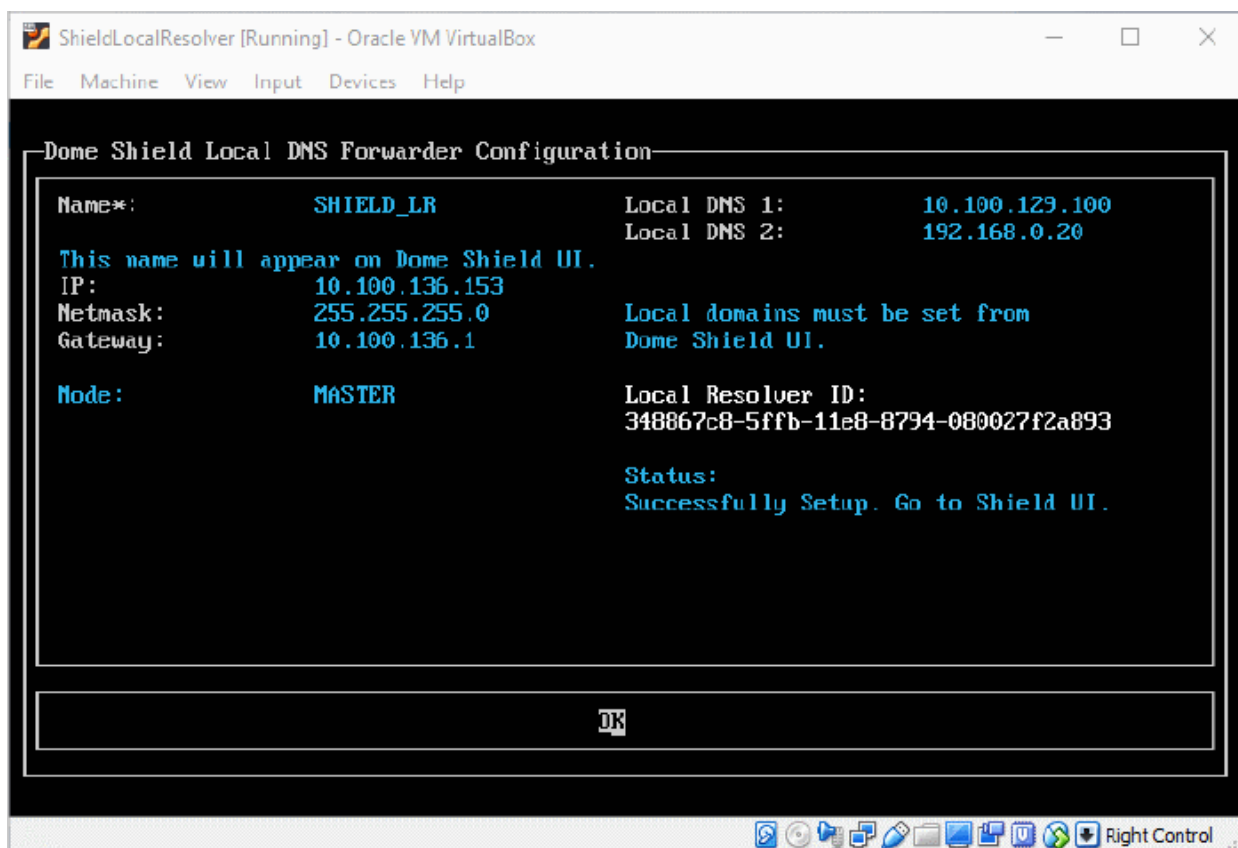 ShieldLocalResolver [Running] - Oracle VM VirtualBox
File Machine View Input Devices Help
Dome Shield Local DNS Forwarder Configuration
Name*: SHIELD_LR
This name will appear on Dome Shield UI.
IP: 10.100.136.153
Netmask: 255.255.255.0
Gateway: 10.100.136.1
Node: MASTER
Local DNS 1: 10.100.129.100
Local DNS 2: 192.168.0.20
Local domains must be set from
Dome Shield UI.
Local Resolver ID:
348867c8-5ffb-11e8-8794-080027f2a893
Status:
Successfully Setup. Go to Shield UI.
OK
Right Control